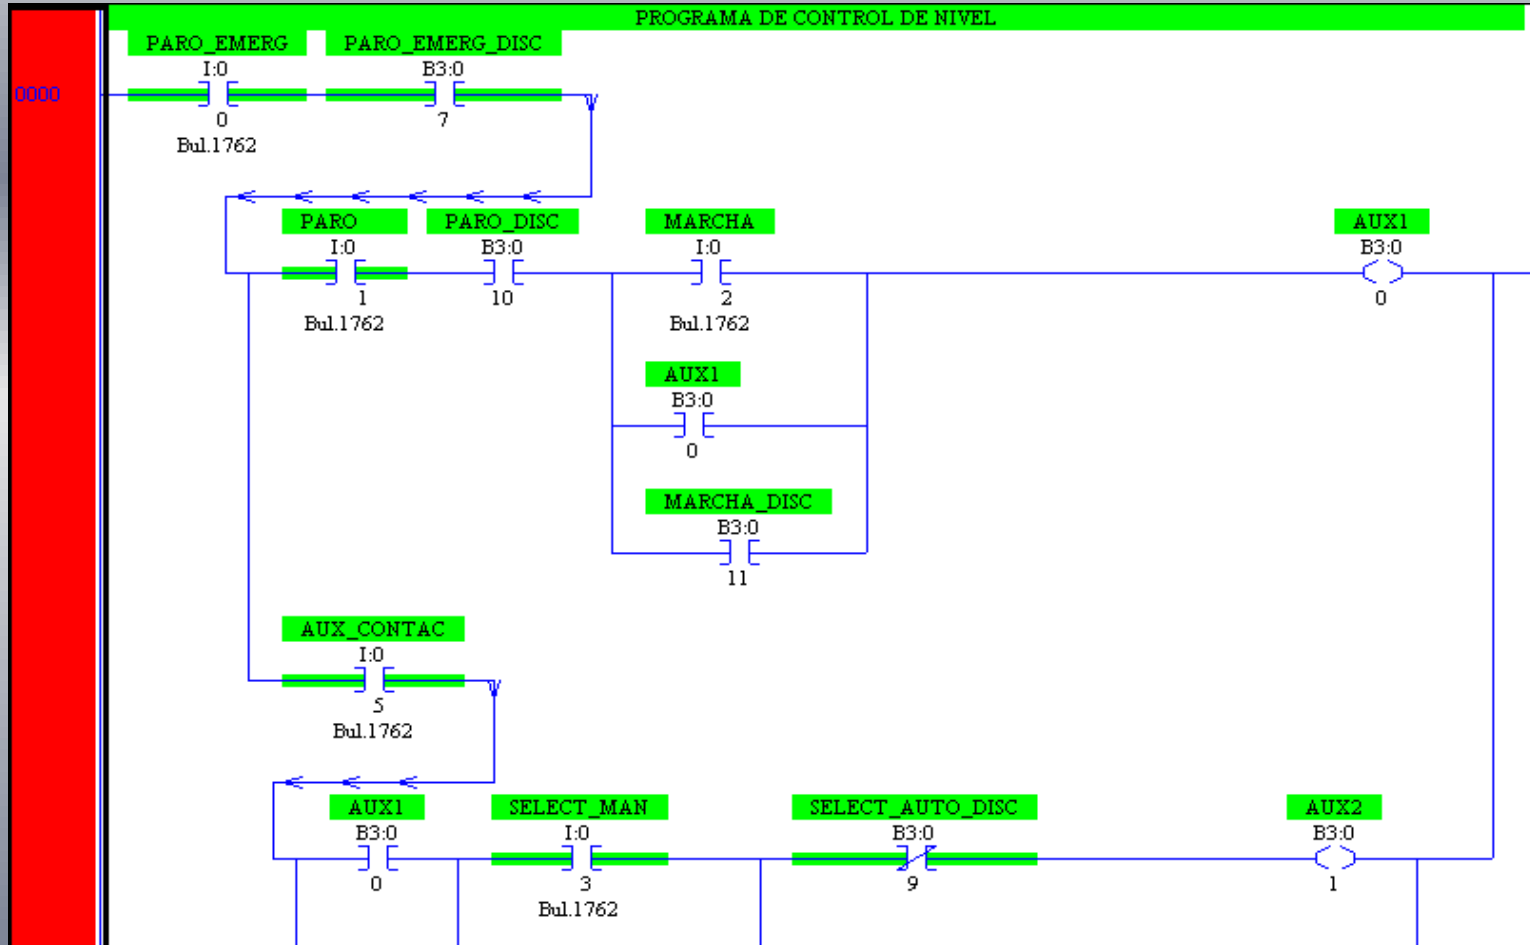 PROGRAMA DE CONTROL DE NIVEL
PARO_EMERG PARO_EMERG_DISC
I:0 B3:0
0000
0 7
Bul.1762
PARO PARO_DISC MARCHA AUX1
I:0 B3:0 I:0 B3:0
1 10 2 0
Bul.1762 Bul.1762
AUX1
B3:0
0
MARCHA_DISC
B3:0
11
AUX_CONTAC
I:0
5
Bul.1762
AUX1 SELECT_MAN SELECT_AUTO_DISC AUX2
B3:0 I:0 B3:0 B3:0
0 3 9 1
Bul.1762